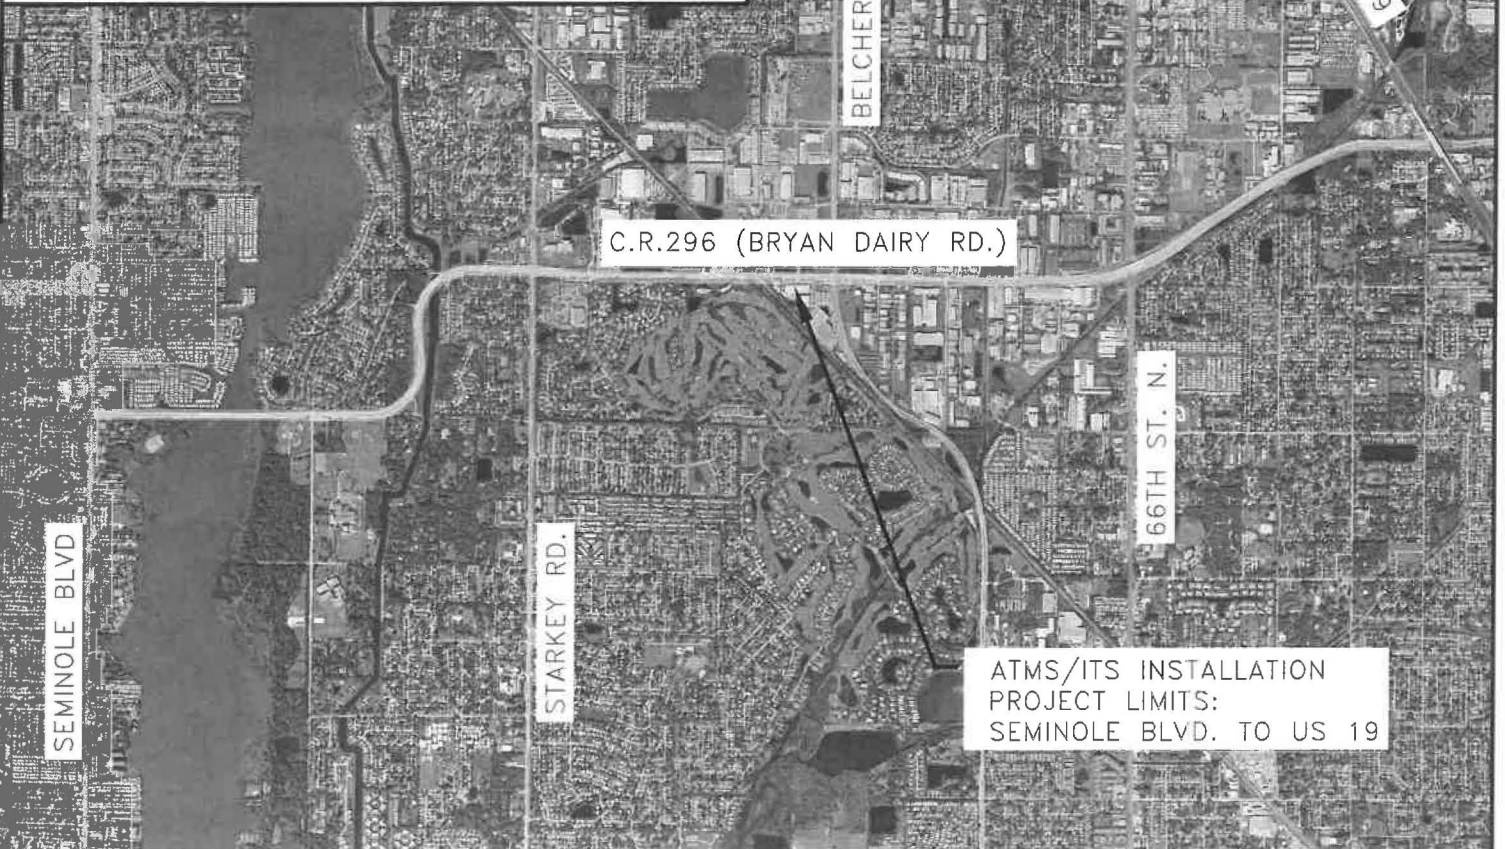 BELCHER
C.R.296 (BRYAN DAIRY RD.)
66TH ST. N.
SEMINOLE BLVD
STARKEY RD.
ATMS/ITS INSTALLATION
PROJECT LIMITS:
SEMINOLE BLVD. TO US 19